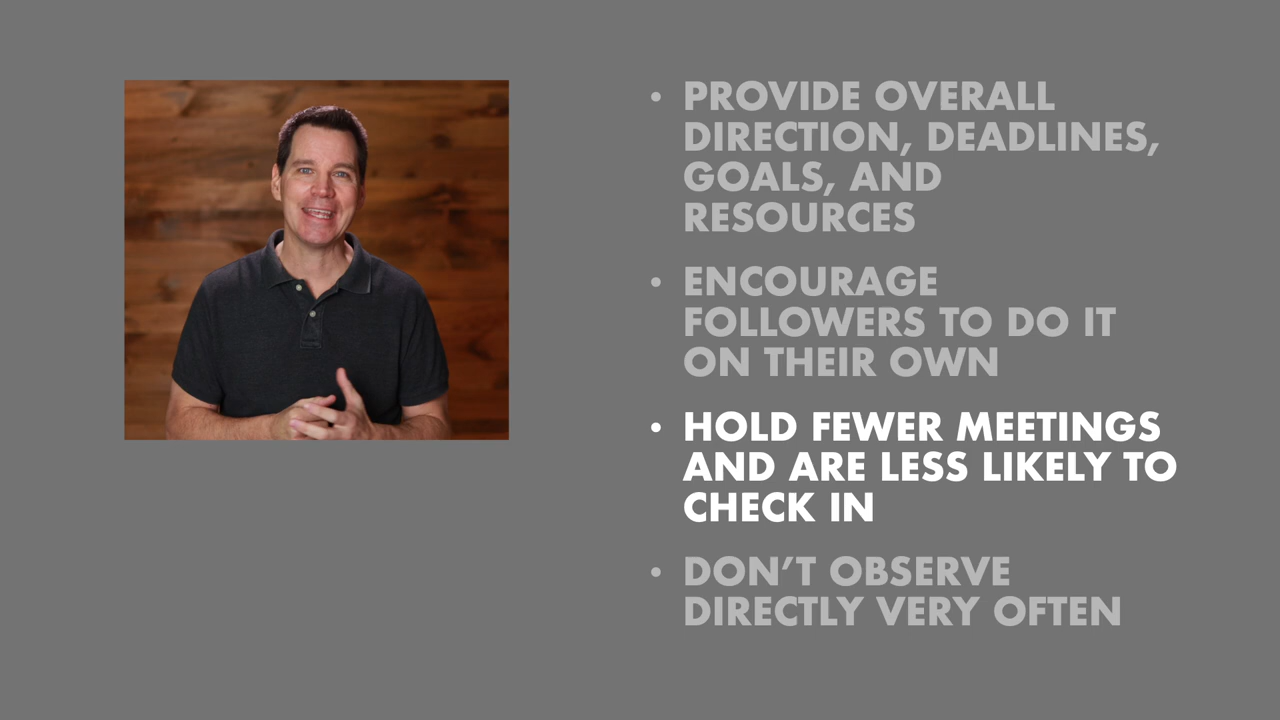 • PROVIDE OVERALL
DIRECTION, DEADLINES,
GOALS, AND
RESOURCES
• ENCOURAGE
FOLLOWERS TO DO IT
ON THEIR OWN
• HOLD FEWER MEETINGS
AND ARE LESS LIKELY TO
CHECK IN
• DON’T OBSERVE
DIRECTLY VERY OFTEN